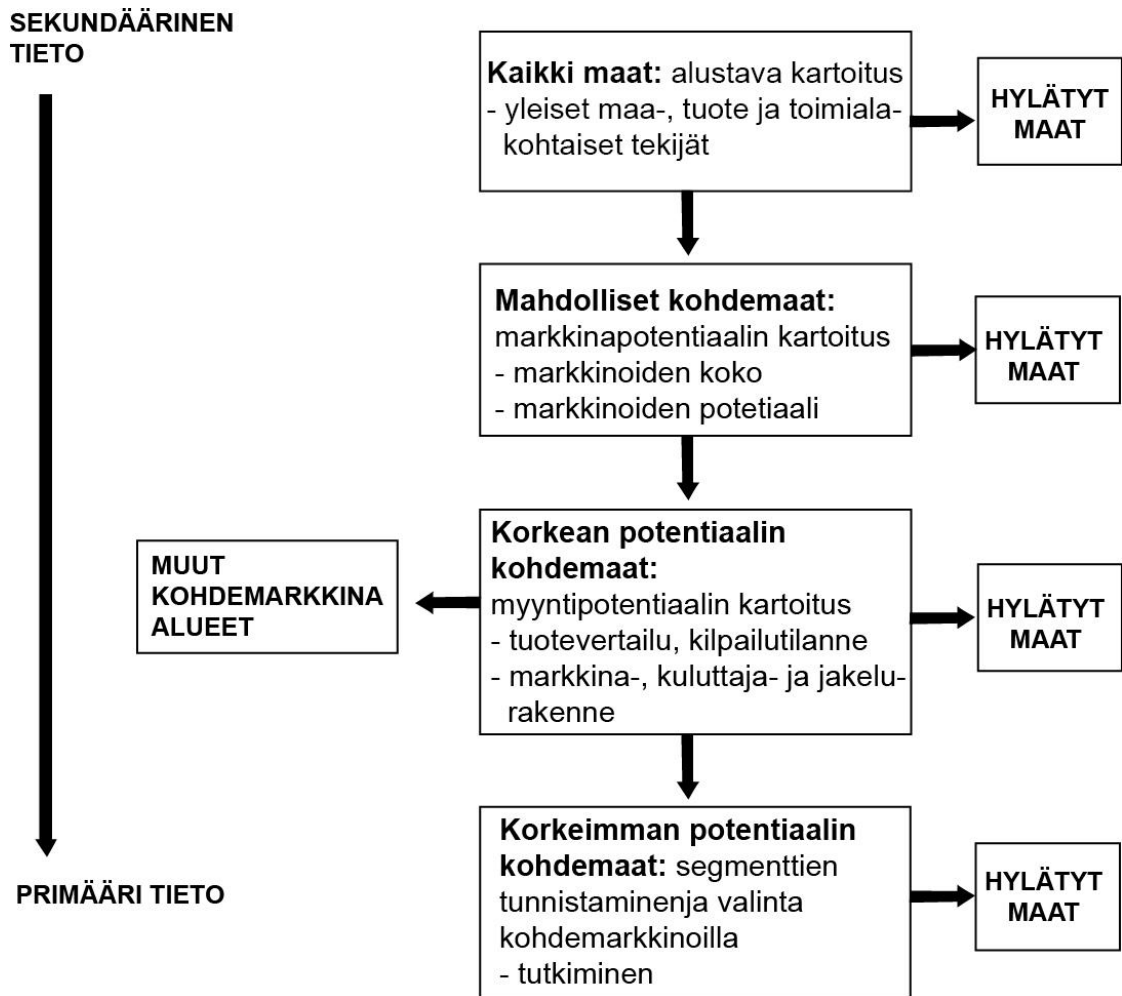 SEKUNDÄÄRINEN
TIETO
Kaikki maat: alustava kartoitus
- yleiset maa-, tuote ja toimiala-
kohtaiset tekijät
HYLÄTYT
MAAT
Mahdolliset kohdemaat:
markkinapotentiaalin kartoitus
- markkinoiden koko
- markkinoiden potetiaali
HYLÄTYT
MAAT
Korkean potentiaalin
kohdemaat:
myyntipotentiaalin kartoitus
- tuotevertailu, kilpailutilanne
- markkina-, kuluttaja- ja jakelu-
rakenne
MUUT
KOHDEMARKKINA
ALUEET
HYLÄTYT
MAAT
Korkeimman potentiaalin
kohdemaat: segmenttien
tunnistaminenja valinta
kohdemarkkinoilla
- tutkiminen
HYLÄTYT
MAAT
PRIMÄÄRI TIETO